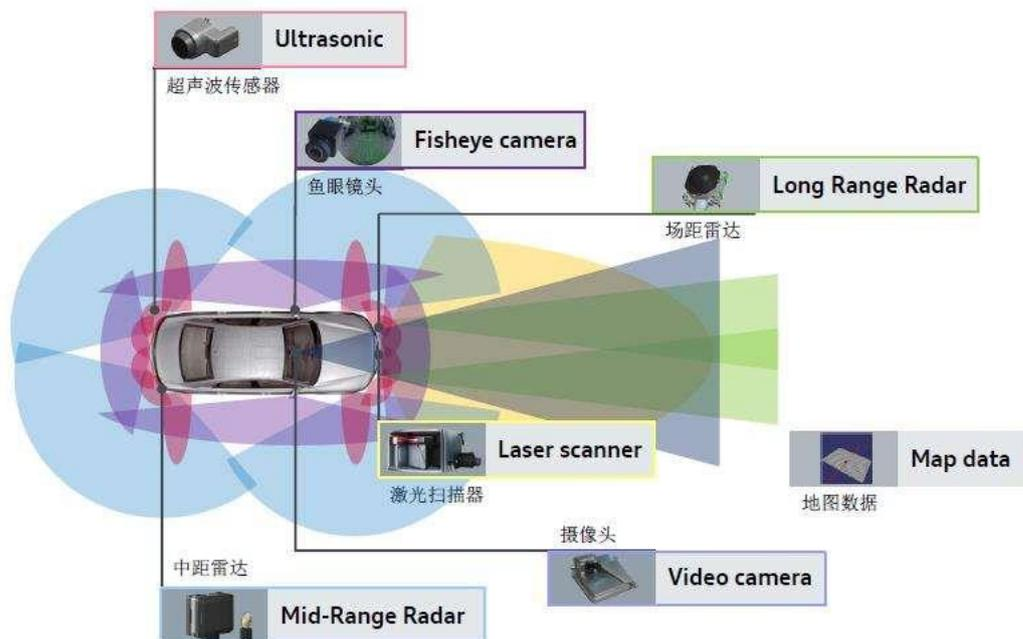 Ultrasonic
超声波传感器
Fisheye camera
鱼眼镜头
Long Range Radar
场距雷达
Laser scanner
激光扫描器
Map data
地图数据
摄像头
Video camera
中距雷达
Mid-Range Radar